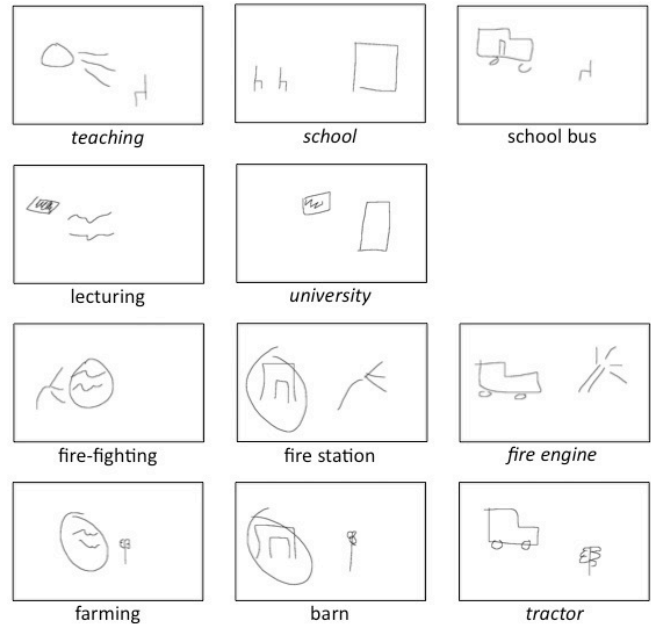 teaching school school bus
lecturing university
fire-fighting fire station fire engine
farming barn tractor